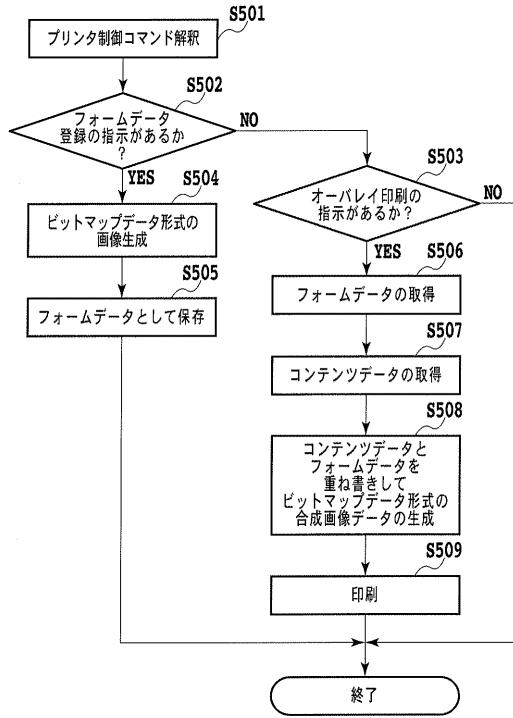 S501
プリンタ制御コマンド解釈
S502
フォームデータ
登録の指示があるか
?
NO
YES
S503
オーバレイ印刷の
指示があるか?
NO
YES
S504
ビットマップデータ形式の
画像生成
S505
フォームデータとして保存
S506
フォームデータの取得
S507
コンテンツデータの取得
S508
コンテンツデータと
フォームデータを
重ね書きして
ビットマップデータ形式の
合成画像データの生成
S509
印刷
終了